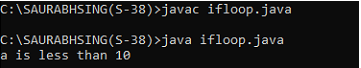 C:\SAURABHSING(S-38)>javac ifloop.java
C:\SAURABHSING(S-38)>java ifloop.java
a is less than 10